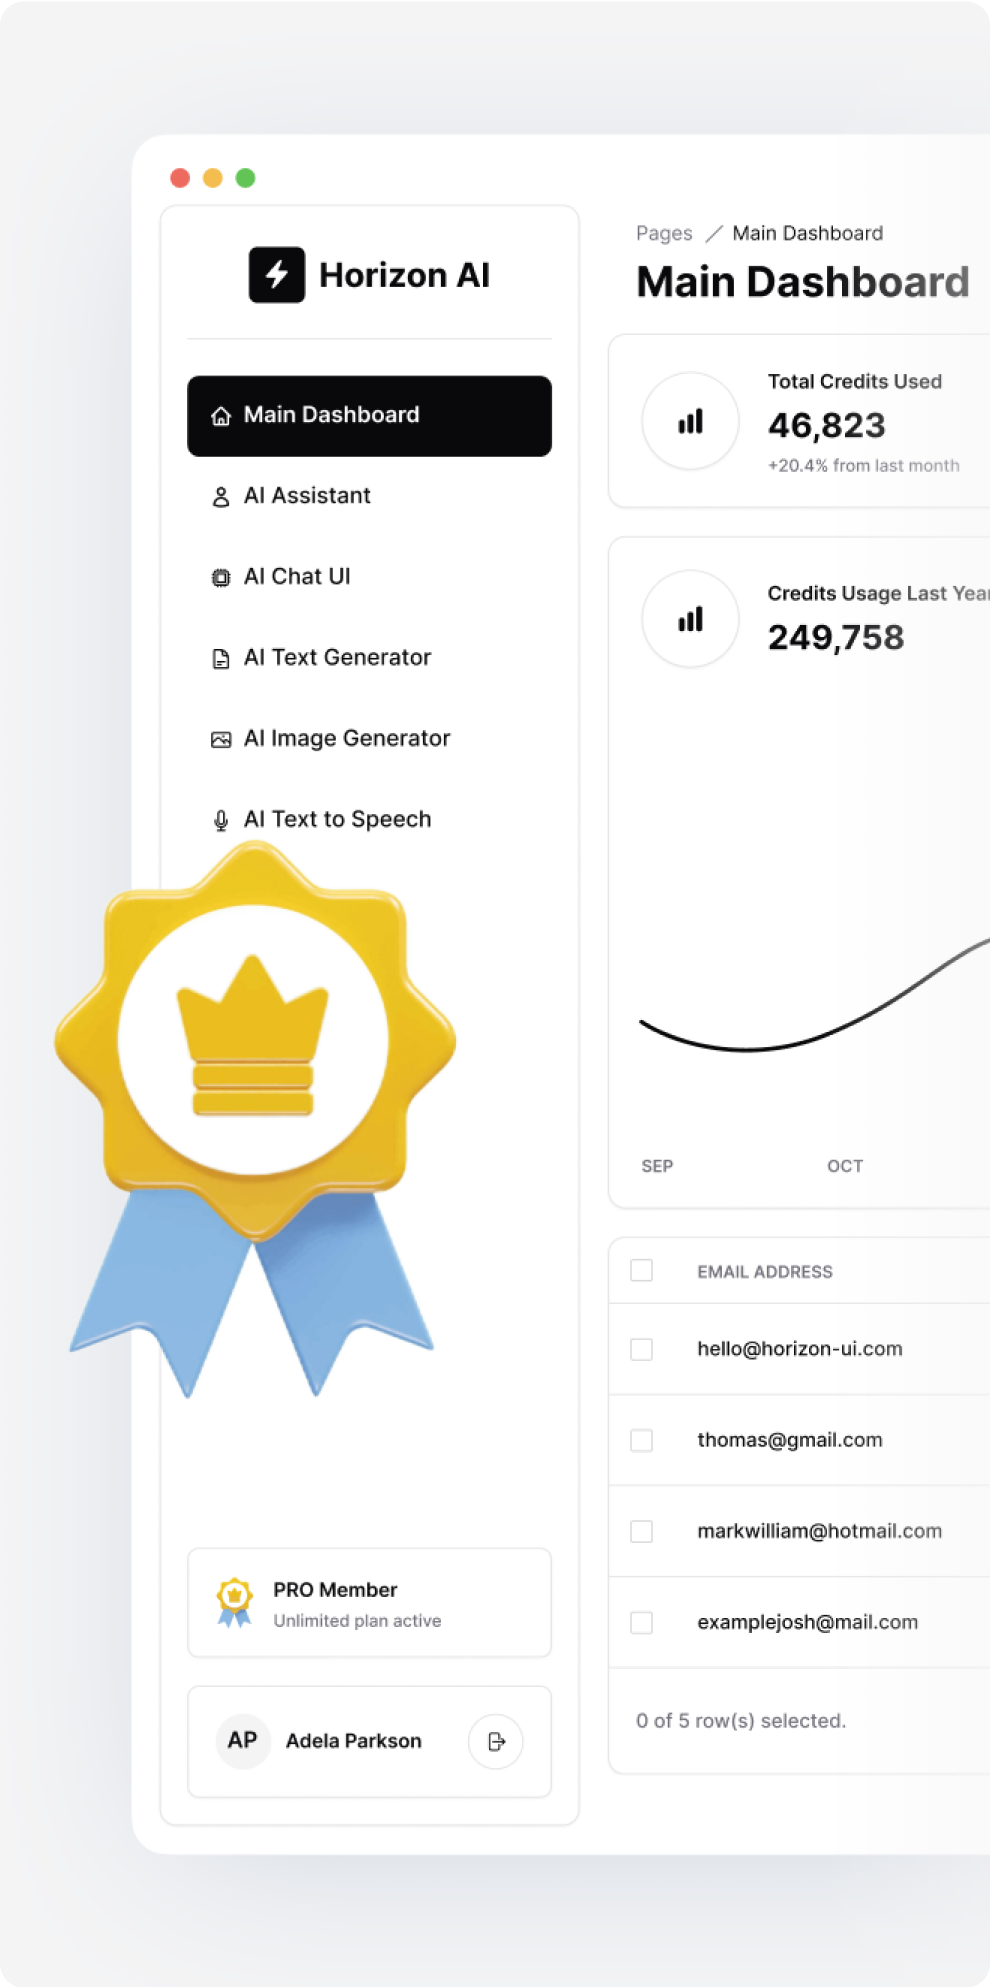 Horizon AI
Main Dashboard
AI Assistant
AI Chat UI
AI Text Generator
AI Image Generator
AI Text to Speech
PRO Member
Unlimited plan active
AP Adela Parkson
Pages / Main Dashboard
Main Dashboard
Total Credits Used
46,823
+20.4% from last month
Credits Usage Last Year
249,758
SEP OCT
EMAIL ADDRESS
hello@horizon-ui.com
thomas@gmail.com
markwilliam@hotmail.com
examplejosh@mail.com
0 of 5 row(s) selected.